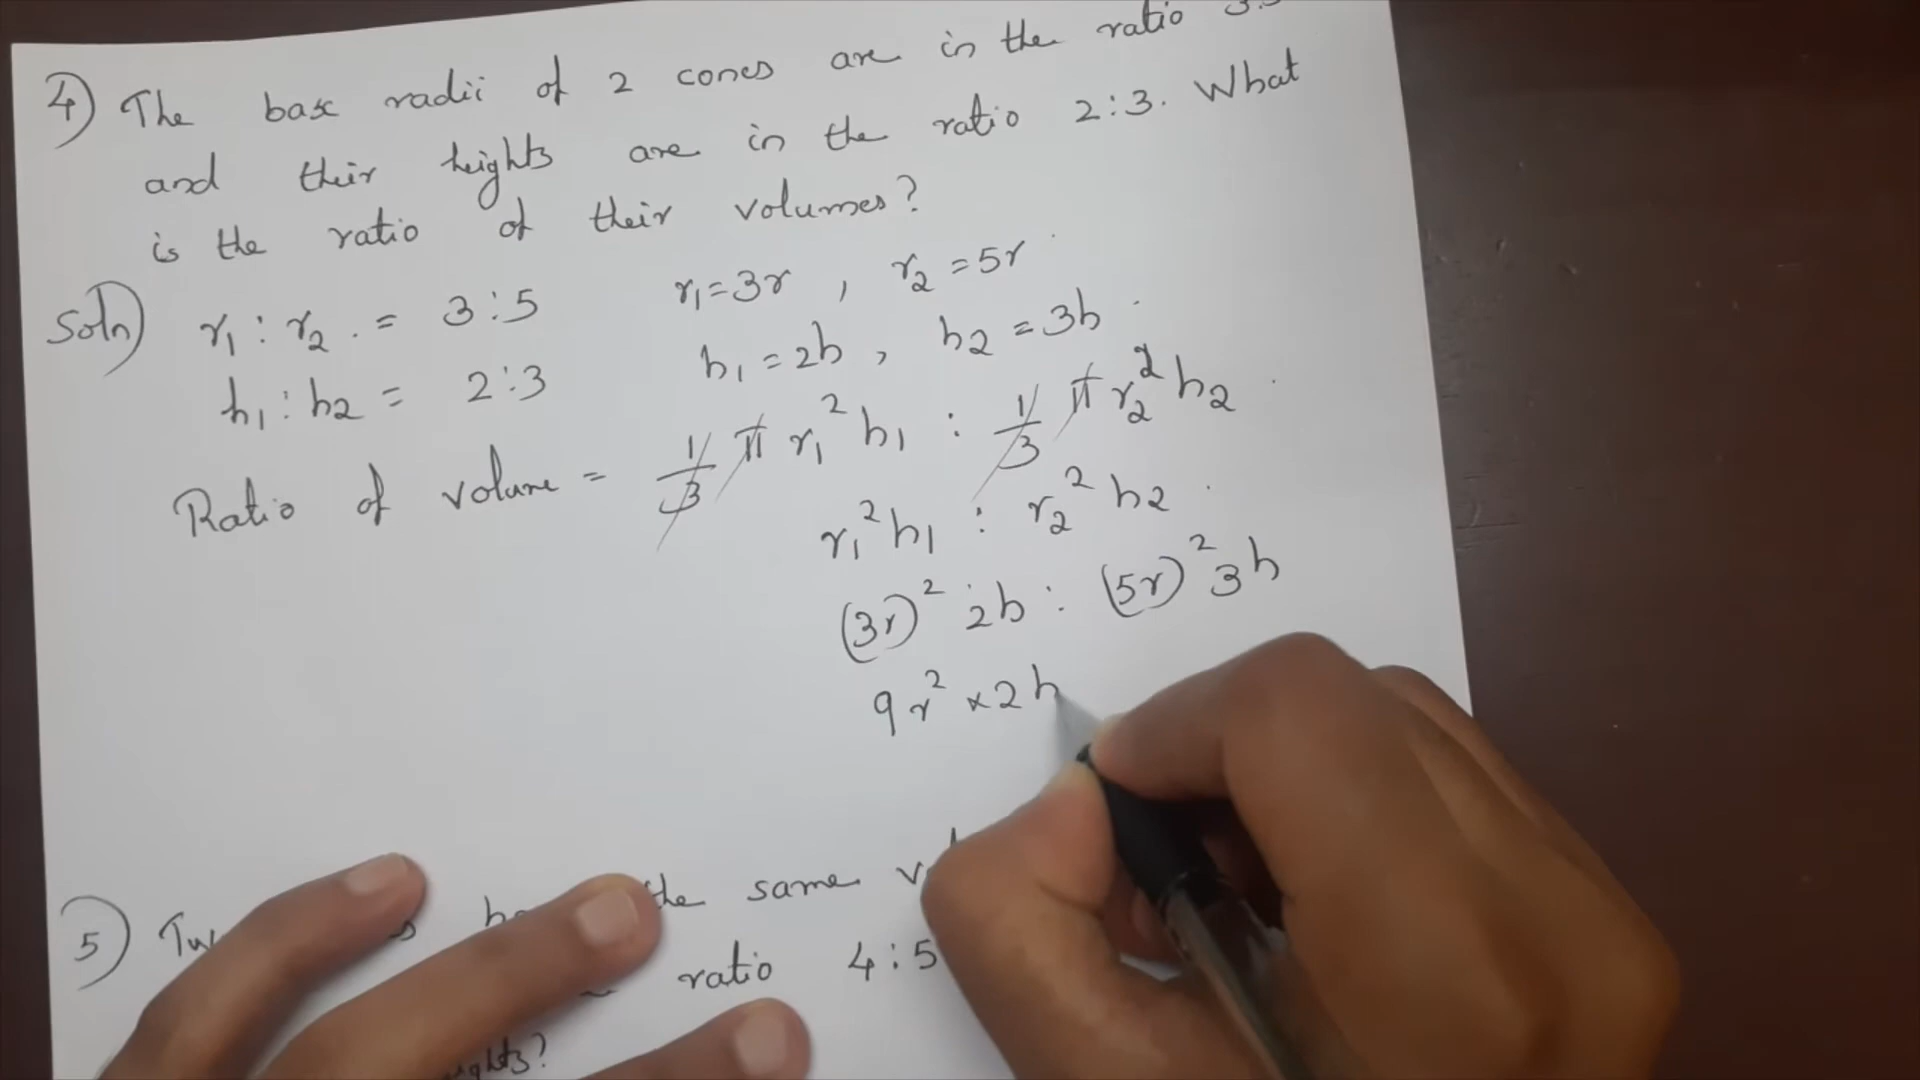 4) The base radii of 2 cones are in the ratio
and their heights are in the ratio 2:3. What
is the ratio of their volumes?
Soln) r₁ : r₂ = 3:5 r₁ = 3r , r₂ = 5r
h₁ : h₂ = 2:3 h₁ = 2h , h₂ = 3h
Ratio of volume = 1/3 π r₁² h₁ : 1/3 π r₂² h₂
r₁² h₁ : r₂² h₂
(3r)² 2h : (5r)² 3h
9r² × 2h
5) the same
ratio 4:5